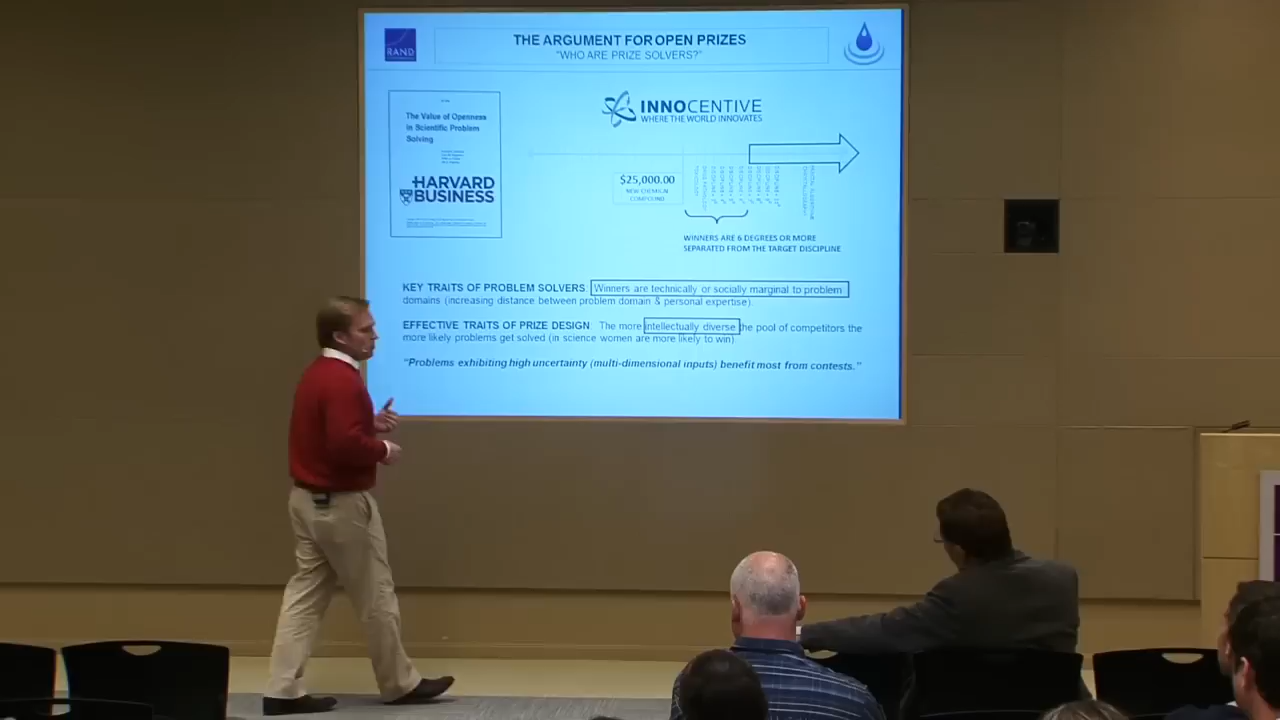 RAND
THE ARGUMENT FOR OPEN PRIZES
"WHO ARE PRIZE SOLVERS?"
The Value of Openness
in Scientific Problem
Solving
HARVARD
BUSINESS
INNOCENTIVE
WHERE THE WORLD INNOVATES
$25,000.00
NEW CHEMICAL
COMPOUND
WINNERS ARE 6 DEGREES OR MORE
SEPARATED FROM THE TARGET DISCIPLINE
KEY TRAITS OF PROBLEM SOLVERS: Winners are technically or socially marginal to problem
domains (increasing distance between problem domain & personal expertise).
EFFECTIVE TRAITS OF PRIZE DESIGN: The more intellectually diverse the pool of competitors the
more likely problems get solved (in science women are more likely to win).
"Problems exhibiting high uncertainty (multi-dimensional inputs) benefit most from contests."